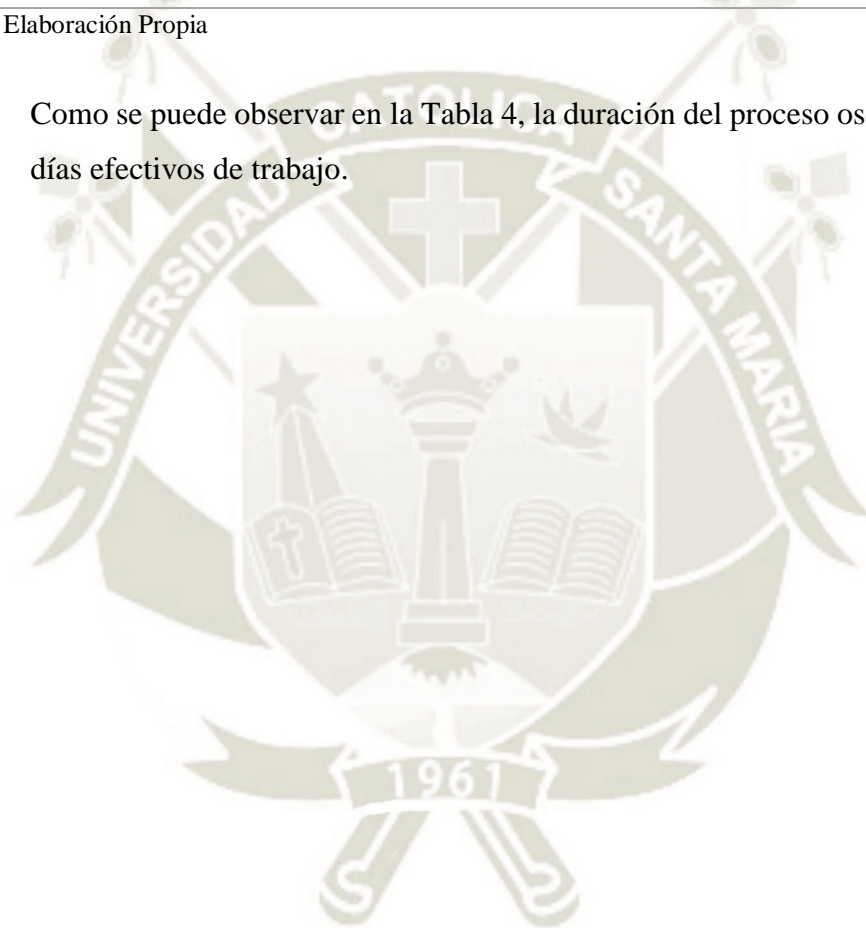 Elaboración Propia
Como se puede observar en la Tabla 4, la duración del proceso os
días efectivos de trabajo.
UNIVERSIDAD CATOLICA SANTA MARIA
1961